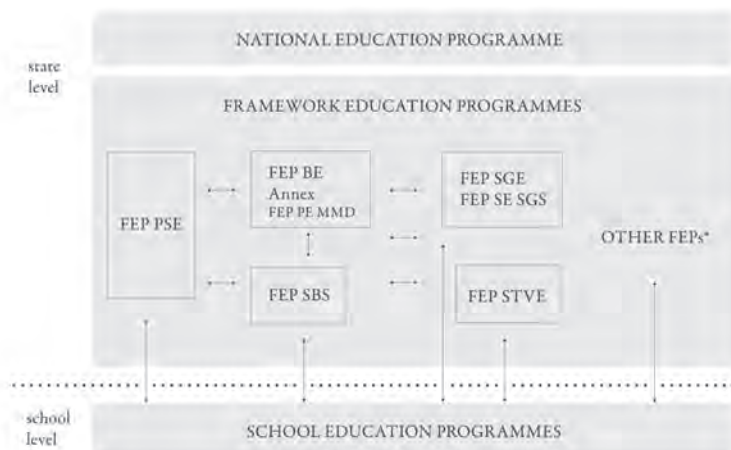 NATIONAL EDUCATION PROGRAMME
state
level
FRAMEWORK EDUCATION PROGRAMMES
FEP PSE
FEP BE
Annex
FEP PE MMD
FEP SGE
FEP SE SGS
OTHER FEPs*
FEP SBS
FEP STVE
school
level
SCHOOL EDUCATION PROGRAMMES